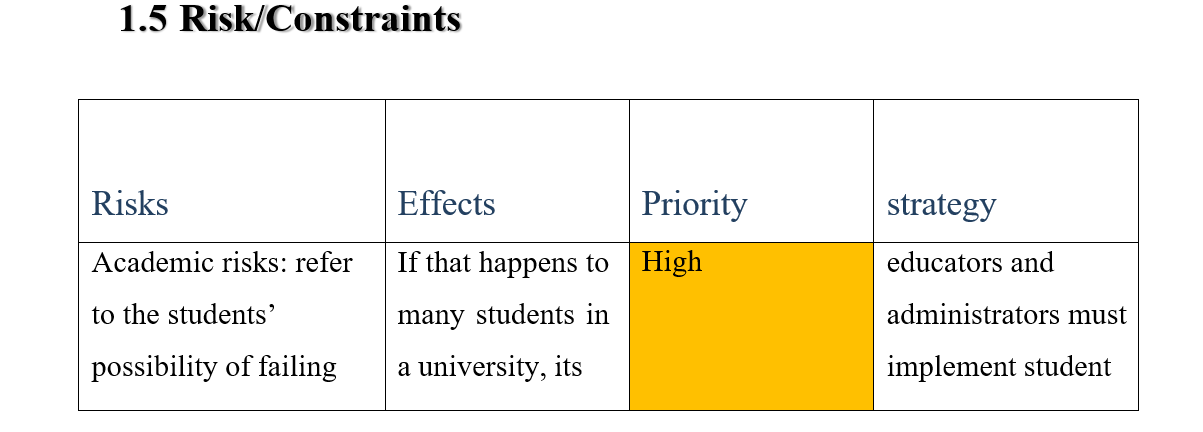 1.5 Risk/Constraints
Risks
Effects
Priority
strategy
Academic risks: refer
to the students’
possibility of failing
If that happens to
many students in
a university, its
High
educators and
administrators must
implement student